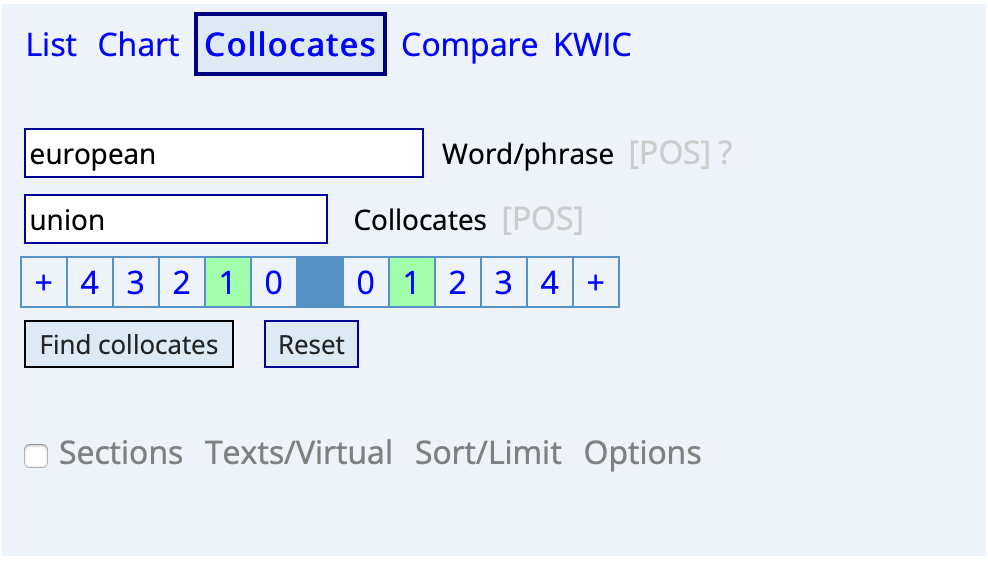 List Chart Collocates Compare KWIC
european Word/phrase [POS] ?
union Collocates [POS]
+ 4 3 2 1 0 0 1 2 3 4 +
Find collocates Reset
Sections Texts/Virtual Sort/Limit Options